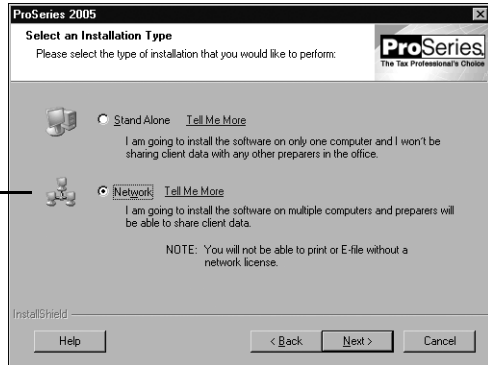 ProSeries 2005
Select an Installation Type
Please select the type of installation that you would like to perform:
ProSeries
The Tax Professional's Choice
Stand Alone Tell Me More
I am going to install the software on only one computer and I won't be
sharing client data with any other preparers in the office.
Network Tell Me More
I am going to install the software on multiple computers and preparers will
be able to share client data.
NOTE: You will not be able to print or E-file without a
network license.
InstallShield
Help
< Back
Next >
Cancel